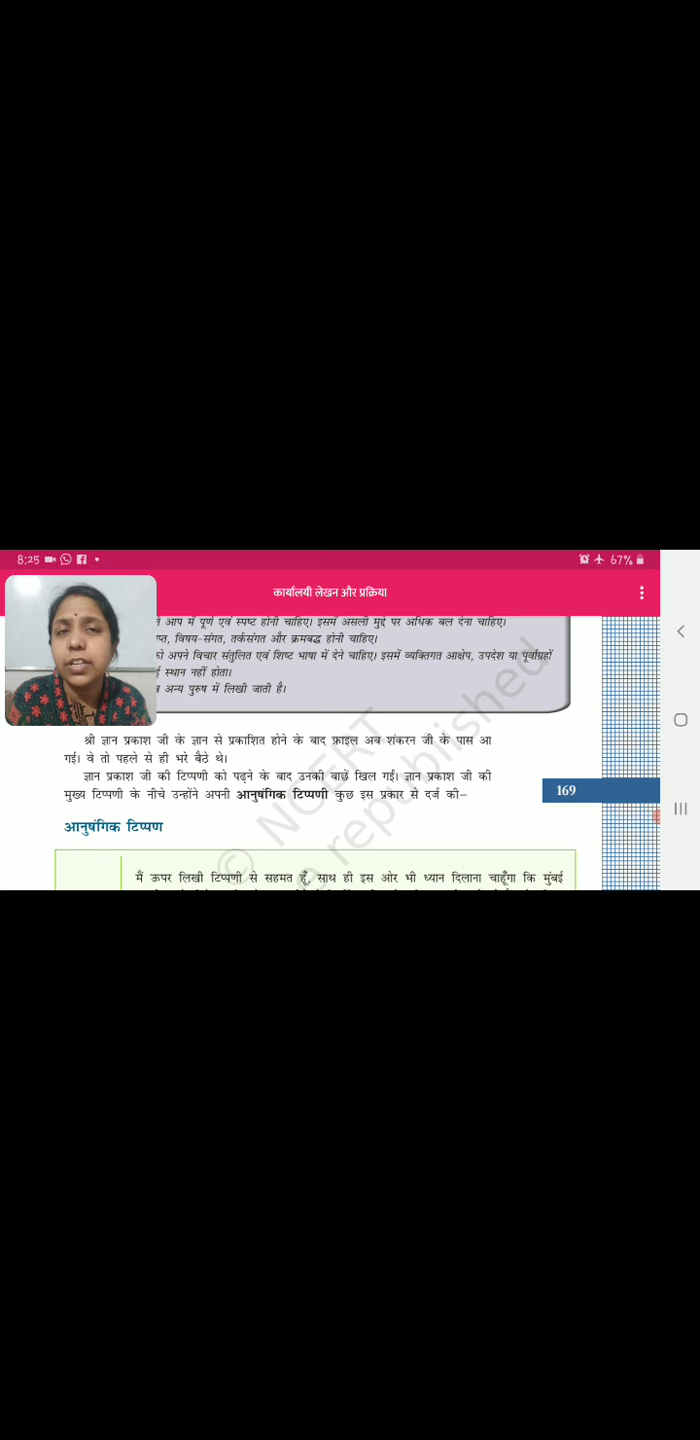 8:25
67%
कार्यालयी लेखन और प्रक्रिया
आप में पूर्ण एवं स्पष्ट होनी चाहिए। इसमें असली मुद्दे पर अधिक बल देना चाहिए।
विषय-संगत, तर्कसंगत और क्रमबद्ध होनी चाहिए।
अपने विचार संतुलित एवं शिष्ट भाषा में देने चाहिए। इसमें व्यक्तिगत आक्षेप, उपदेश या पूर्वाग्रहों
स्थान नहीं होता।
अन्य पुरुष में लिखी जाती है।
श्री ज्ञान प्रकाश जी के ज्ञान से प्रकाशित होने के बाद फ़ाइल अब शंकरन जी के पास आ
गई। वे तो पहले से ही भरे बैठे थे।
ज्ञान प्रकाश जी की टिप्पणी को पढ़ने के बाद उनकी बाछें खिल गईं। ज्ञान प्रकाश जी की
मुख्य टिप्पणी के नीचे उन्होंने अपनी आनुषंगिक टिप्पणी कुछ इस प्रकार से दर्ज की–
169
आनुषंगिक टिप्पण
मैं ऊपर लिखी टिप्पणी से सहमत हूँ, साथ ही इस ओर भी ध्यान दिलाना चाहूँगा कि मुंबई
© NCERT
republished